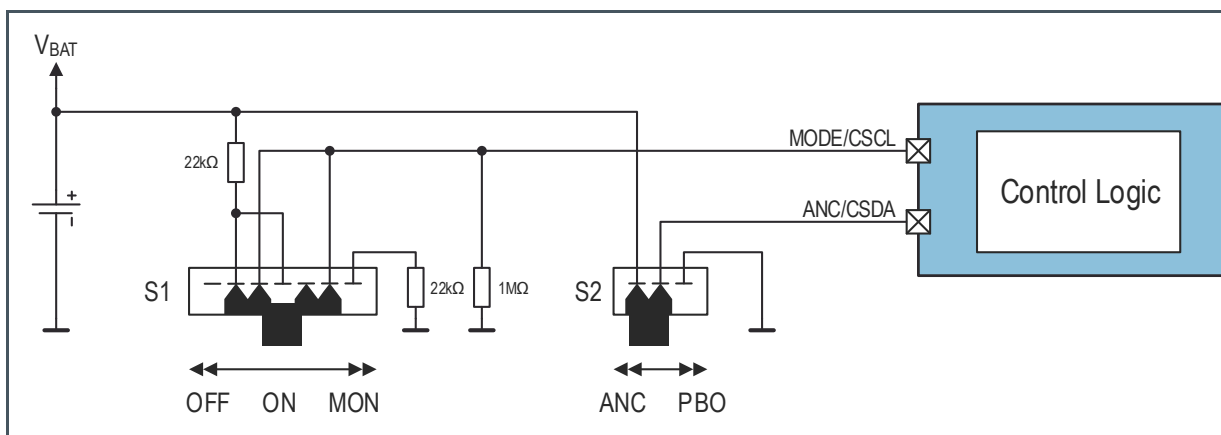 VBAT
22kΩ
MODE/CSCL
ANC/CSDA
Control Logic
+
–
S1
22kΩ
1MΩ
S2
OFF ON MON
ANC PBO